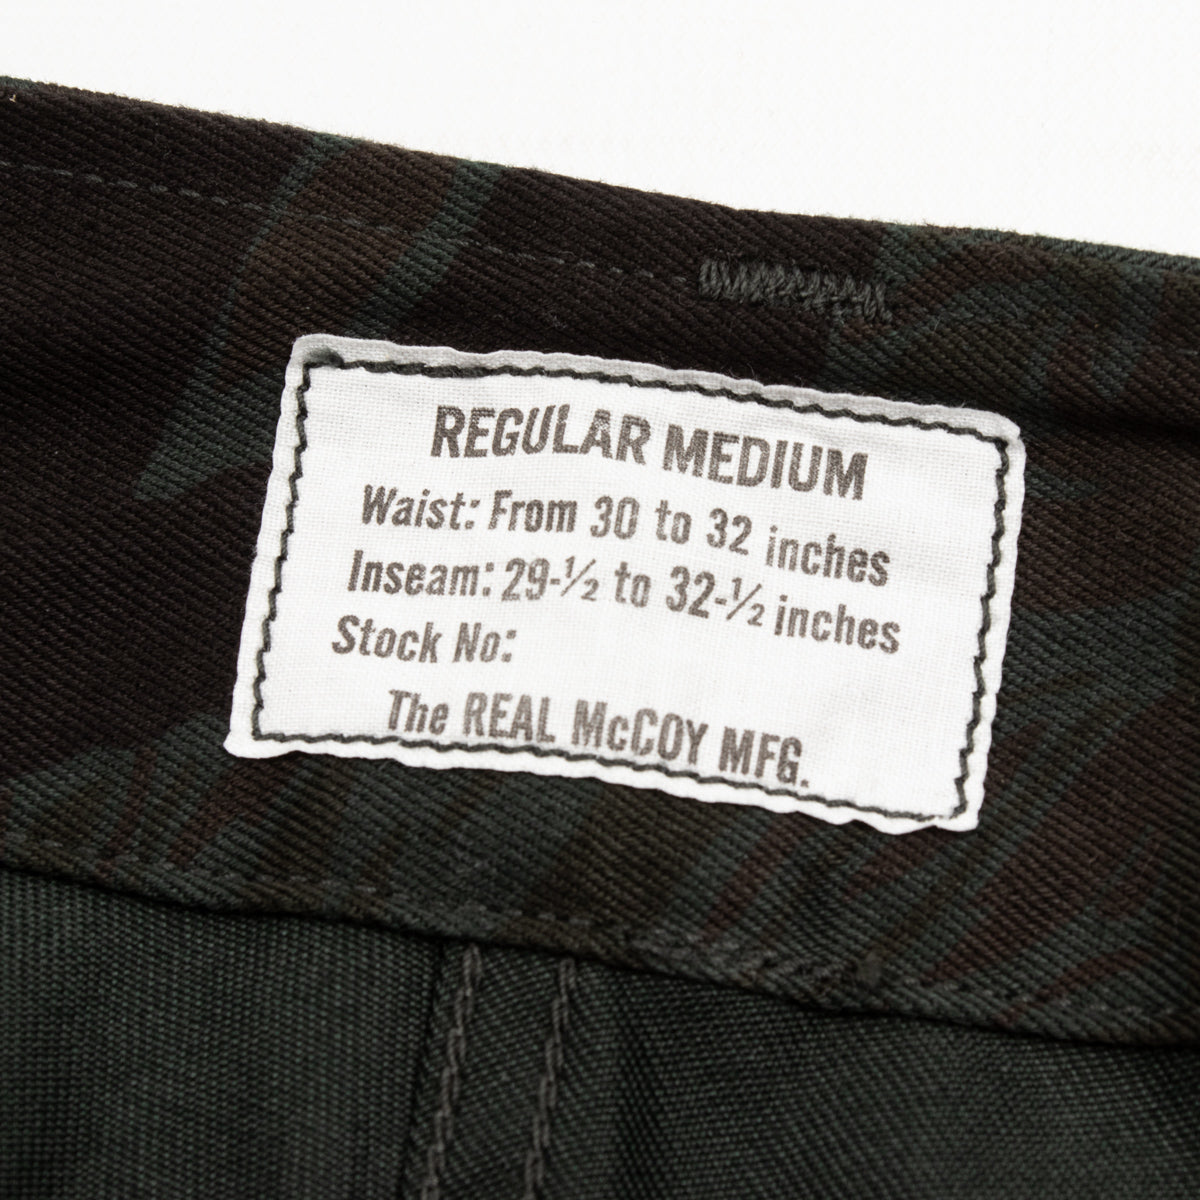 REGULAR MEDIUM
Waist: From 30 to 32 inches
Inseam: 29-½ to 32-½ inches
Stock No:
The REAL McCOY MFG.